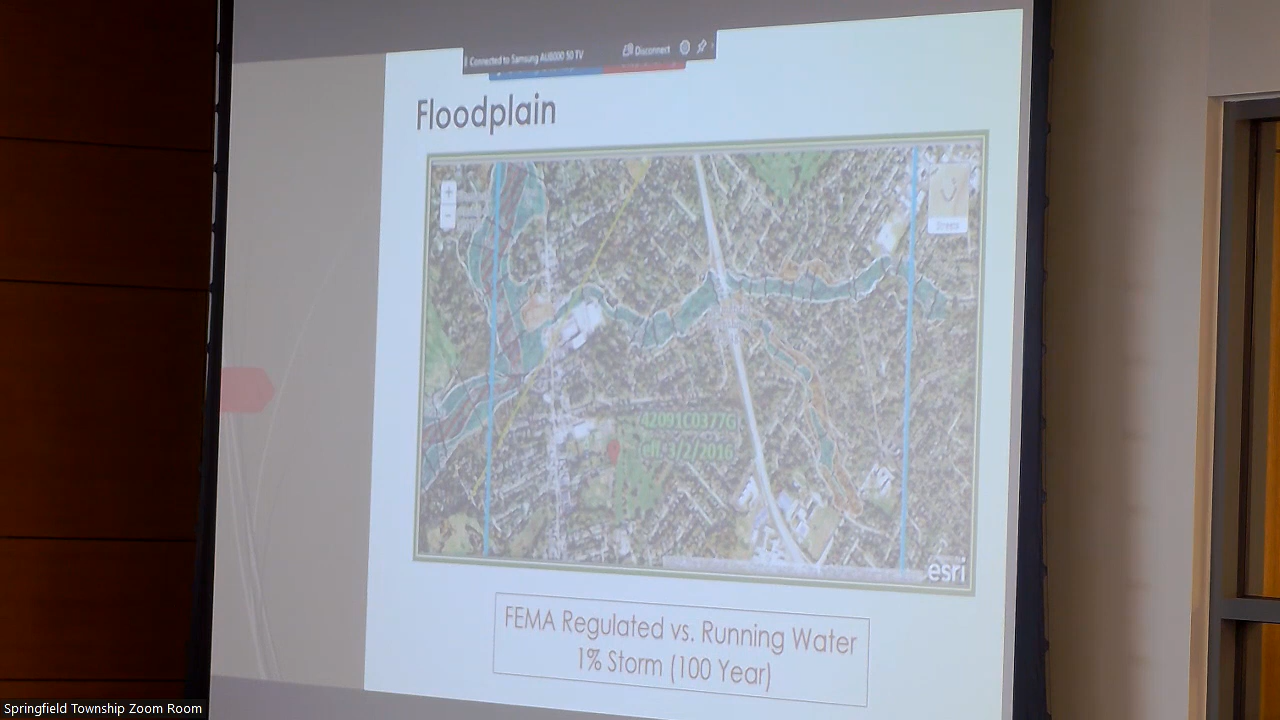 Connected to Samsung AU8000 50 TV
Disconnect
Floodplain
+
-
42091C0377G
eff. 3/2/2016
esri
FEMA Regulated vs. Running Water
1% Storm (100 Year)
Springfield Township Zoom Room